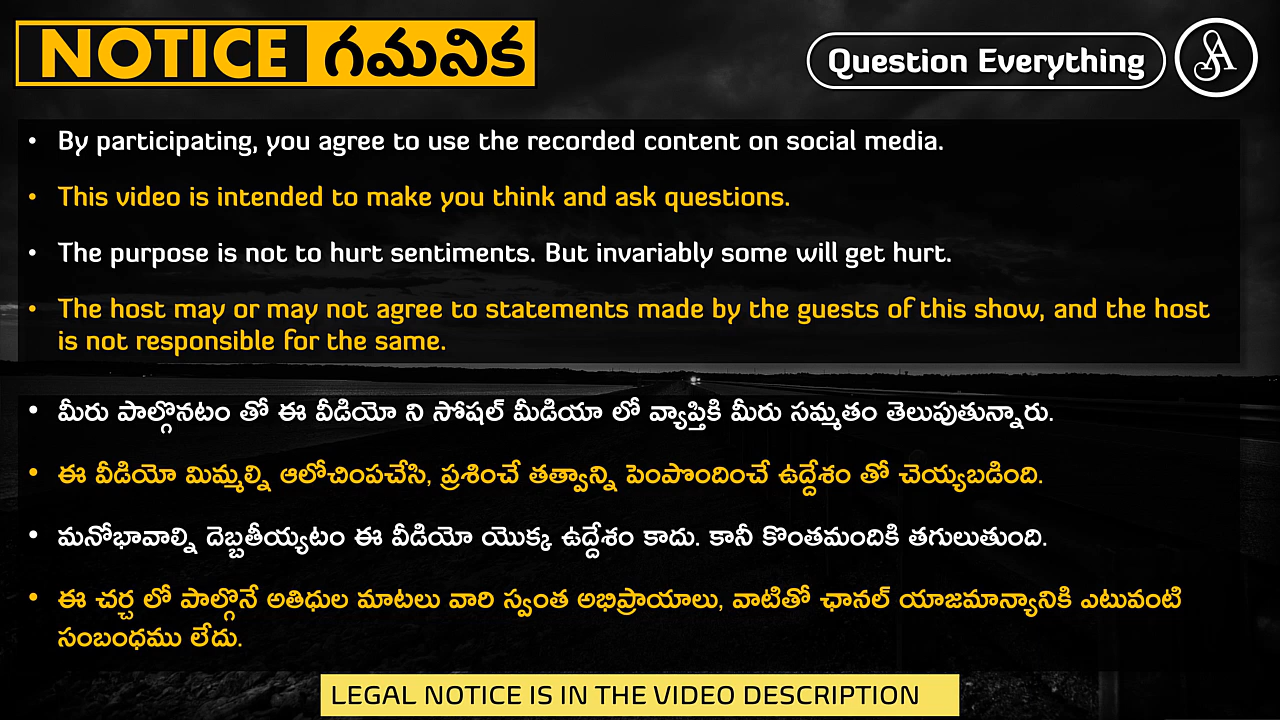 NOTICE గమనిక
Question Everything
• By participating, you agree to use the recorded content on social media.
• This video is intended to make you think and ask questions.
• The purpose is not to hurt sentiments. But invariably some will get hurt.
• The host may or may not agree to statements made by the guests of this show, and the host
is not responsible for the same.
• మీరు పాల్గొనటం తో ఈ వీడియో ని సోషల్ మీడియా లో వ్యాప్తికి మీరు సమ్మతం తెలుపుతున్నారు.
• ఈ వీడియో మిమ్మల్ని ఆలోచింపచేసి, ప్రశించే తత్వాన్ని పెంపొందించే ఉద్దేశం తో చెయ్యబడింది.
• మనోభావాల్ని దెబ్బతీయ్యటం ఈ వీడియో యొక్క ఉద్దేశం కాదు. కానీ కొంతమందికి తగులుతుంది.
• ఈ చర్చ లో పాల్గొనే అతిధుల మాటలు వారి స్వంత అభిప్రాయాలు, వాటితో ఛానల్ యాజమాన్యానికి ఎటువంటి
సంబంధము లేదు.
LEGAL NOTICE IS IN THE VIDEO DESCRIPTION